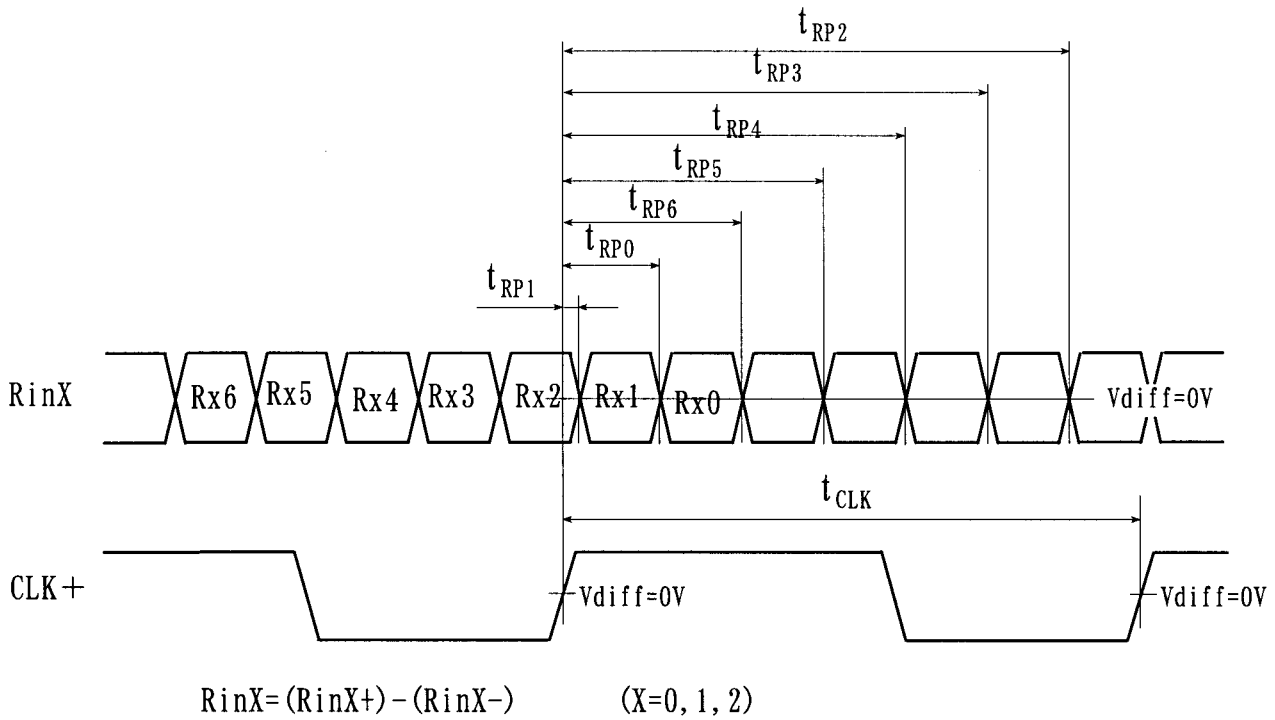 tRP2
tRP3
tRP4
tRP5
tRP6
tRP0
tRP1
RinX
Rx6 Rx5 Rx4 Rx3 Rx2 Rx1 Rx0
Vdiff=0V
tCLK
CLK+
Vdiff=0V
Vdiff=0V
RinX=(RinX+)-(RinX-) (X=0,1,2)